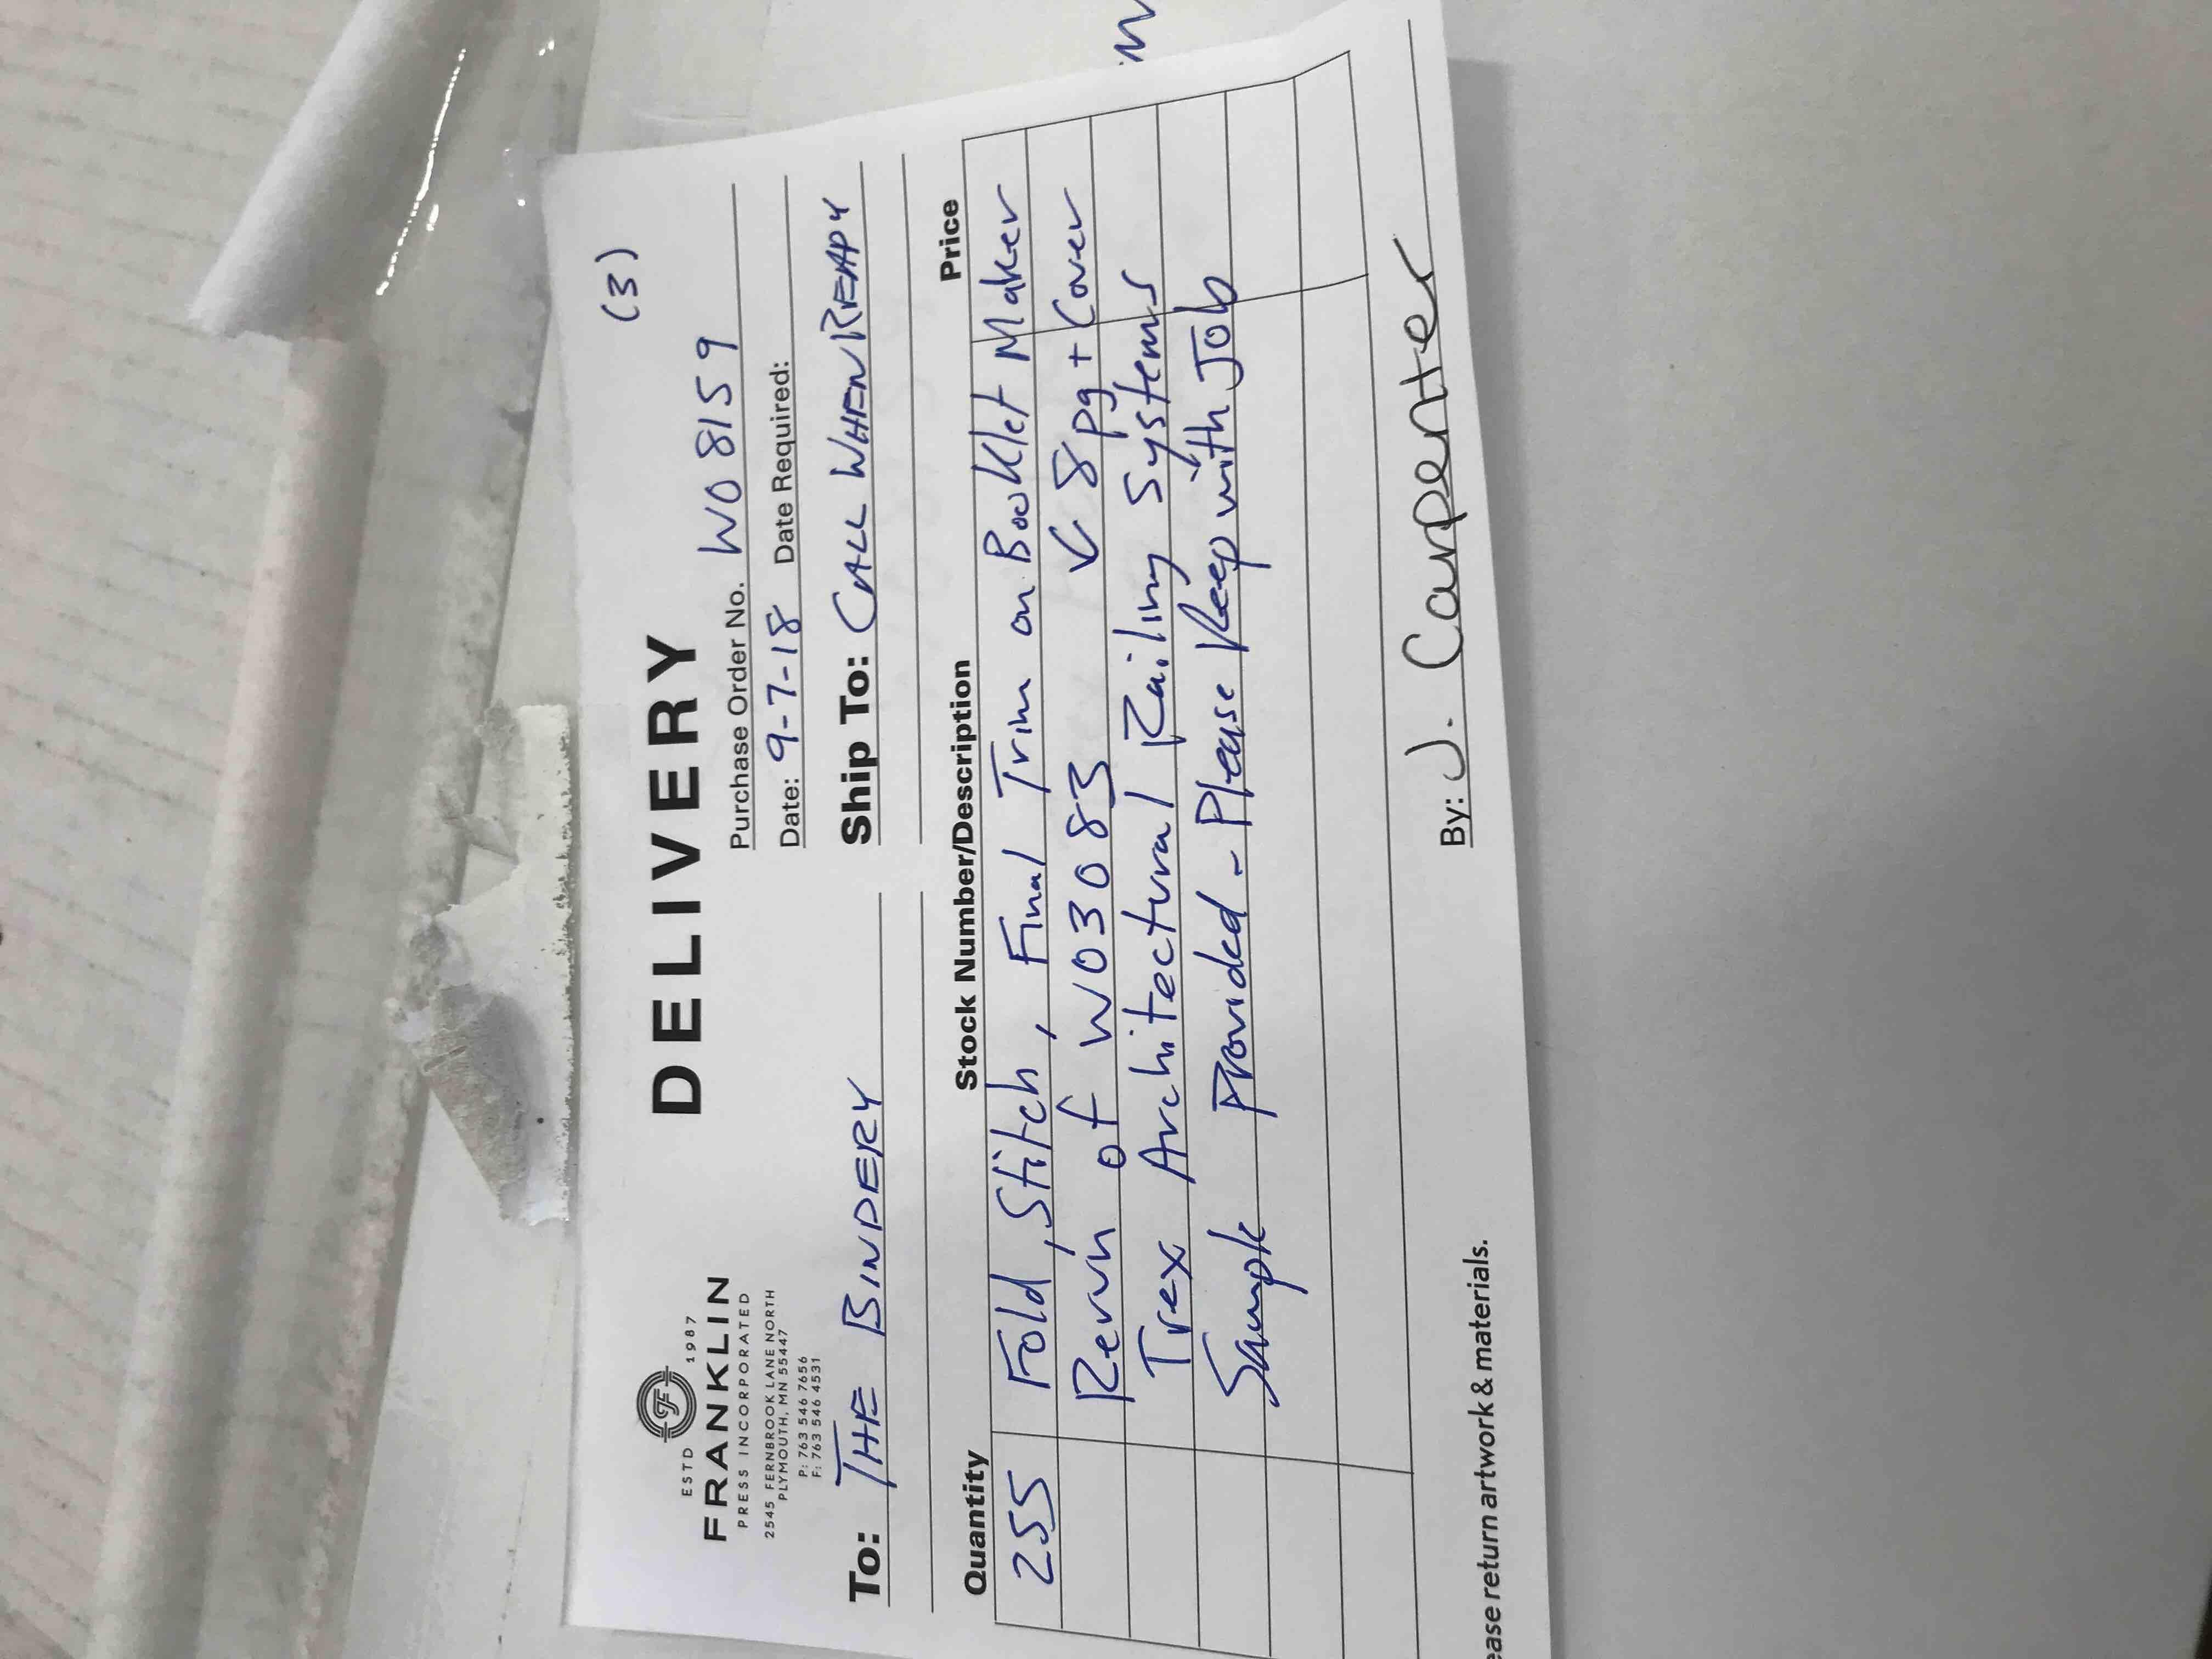 (3)
ESTD 1987
FRANKLIN
PRESS INCORPORATED
2545 FERNBROOK LANE NORTH
PLYMOUTH, MN 55447
P: 763 546 7656
F: 763 546 4531
DELIVERY
Purchase Order No. W08159
Date: 9-7-18 Date Required:
To: THE BINDERY
Ship To: CALL WHEN READY
Quantity Stock Number/Description Price
255 Fold, Stitch, Final Trim on Booklet Maker
Rerun of W03083 8 pg + Cover
Trex Architectural Railing Systems
Sample Provided - Please Keep with Job
By: J. Carpenter
ease return artwork & materials.